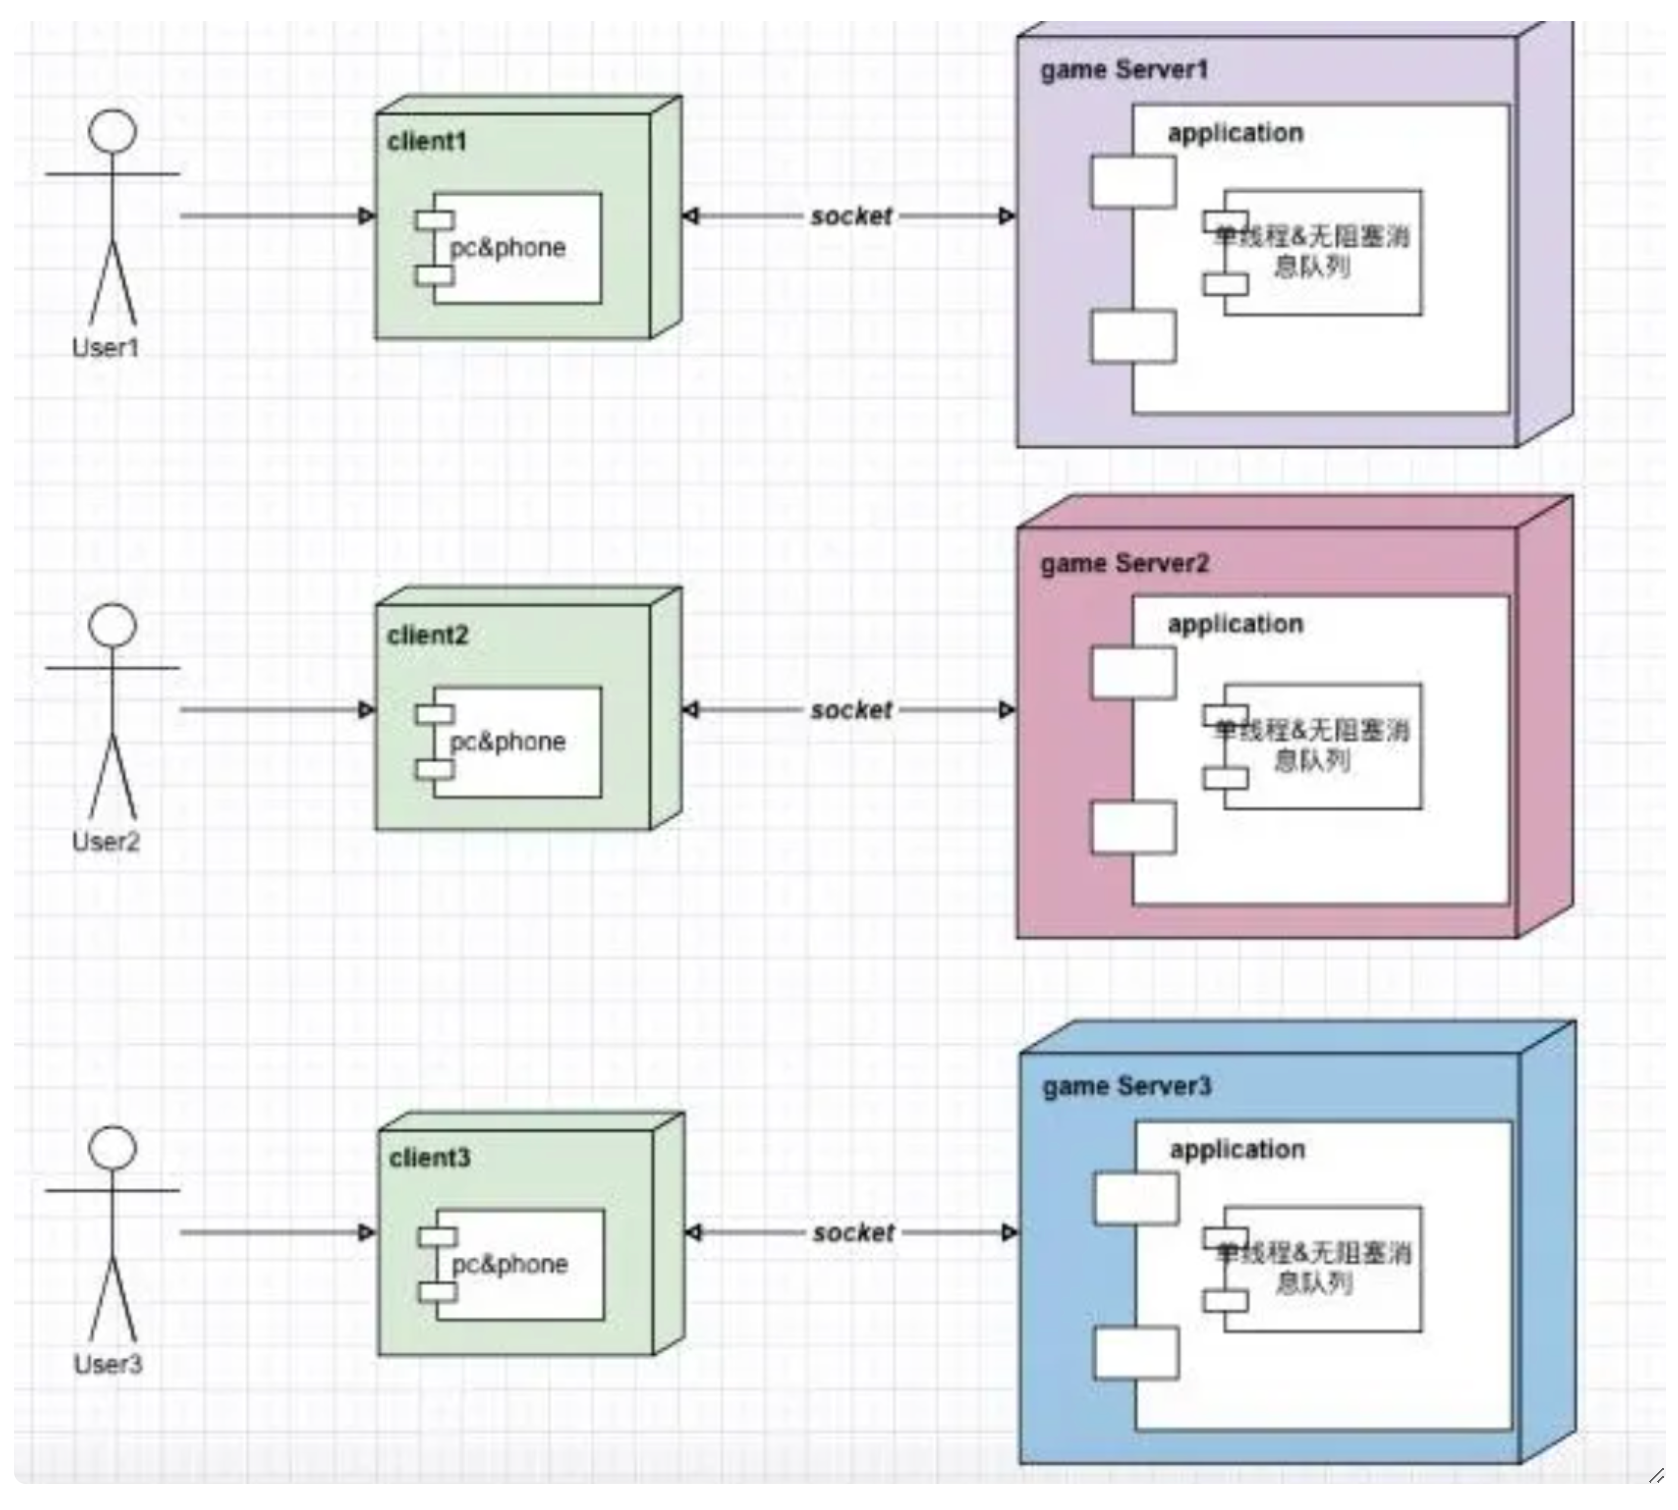 game Server1
client1
application
pc&phone
socket
单线程&无阻塞消
息队列
User1
game Server2
client2
application
pc&phone
socket
单线程&无阻塞消
息队列
User2
game Server3
client3
application
pc&phone
socket
单线程&无阻塞消
息队列
User3